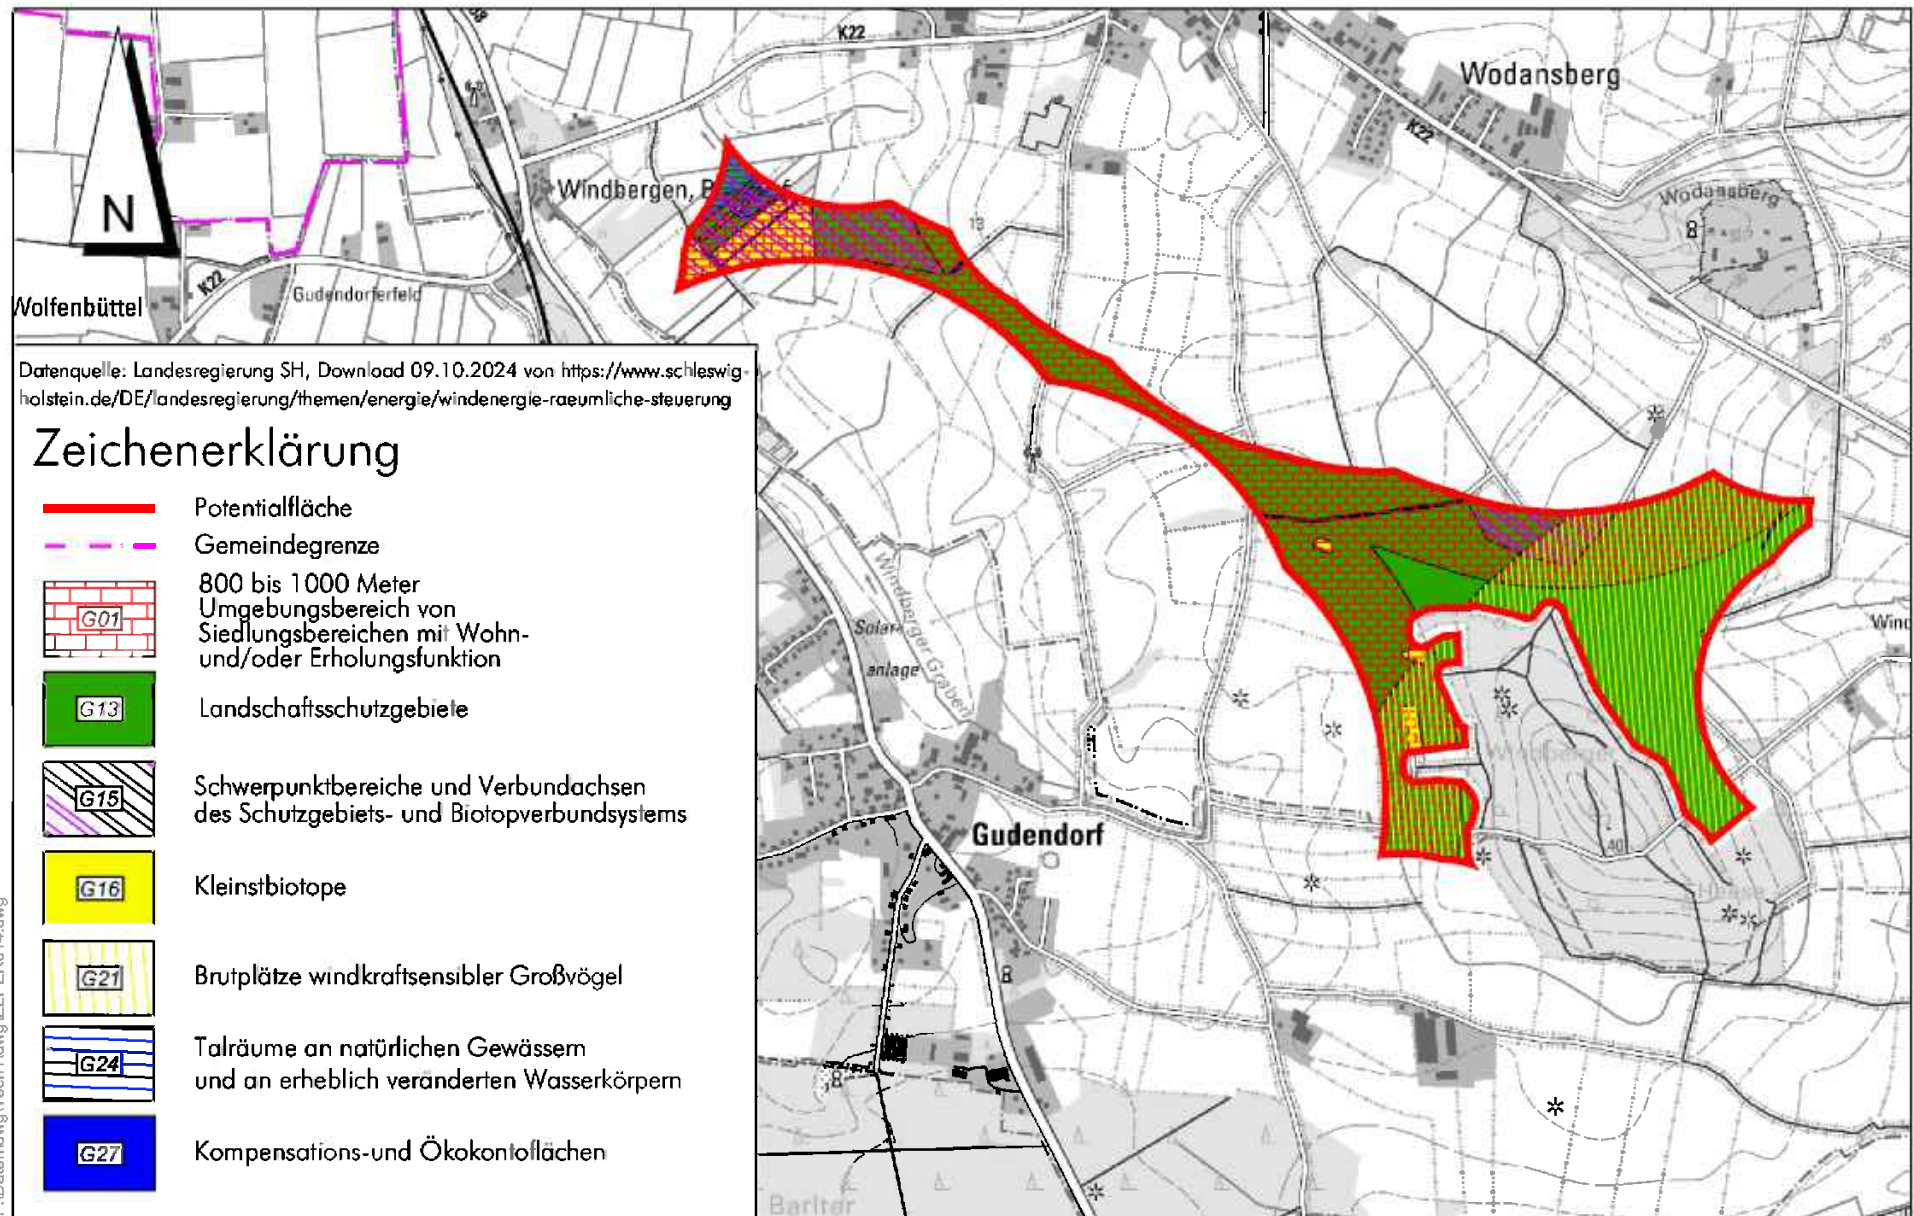 K22
Wodansberg
K22
Windbergen,
Wodansberg
N
13
K22
Gudendorferfeld
Wolfenbüttel
Datenquelle: Landesregierung SH, Download 09.10.2024 von https://www.schleswig-
holstein.de/DE/landesregierung/themen/energie/windenergie-raeumliche-steuerung
Zeichenerklärung
Potentialfläche
Gemeindegrenze
G01
800 bis 1000 Meter
Umgebungsbereich von
Siedlungsbereichen mit Wohn-
und/oder Erholungsfunktion
G13
Landschaftsschutzgebiete
G15
Schwerpunktbereiche und Verbundachsen
des Schutzgebiets- und Biotopverbundsystems
G16
Kleinstbiotope
G21
Brutplätze windkraftsensibler Großvögel
G24
Talräume an natürlichen Gewässern
und an erheblich veränderten Wasserkörpern
G27
Kompensations-und Ökokontoflächen
Windberger Graben
Solar-
anlage
Wind
Gudendorf
40
Barlter